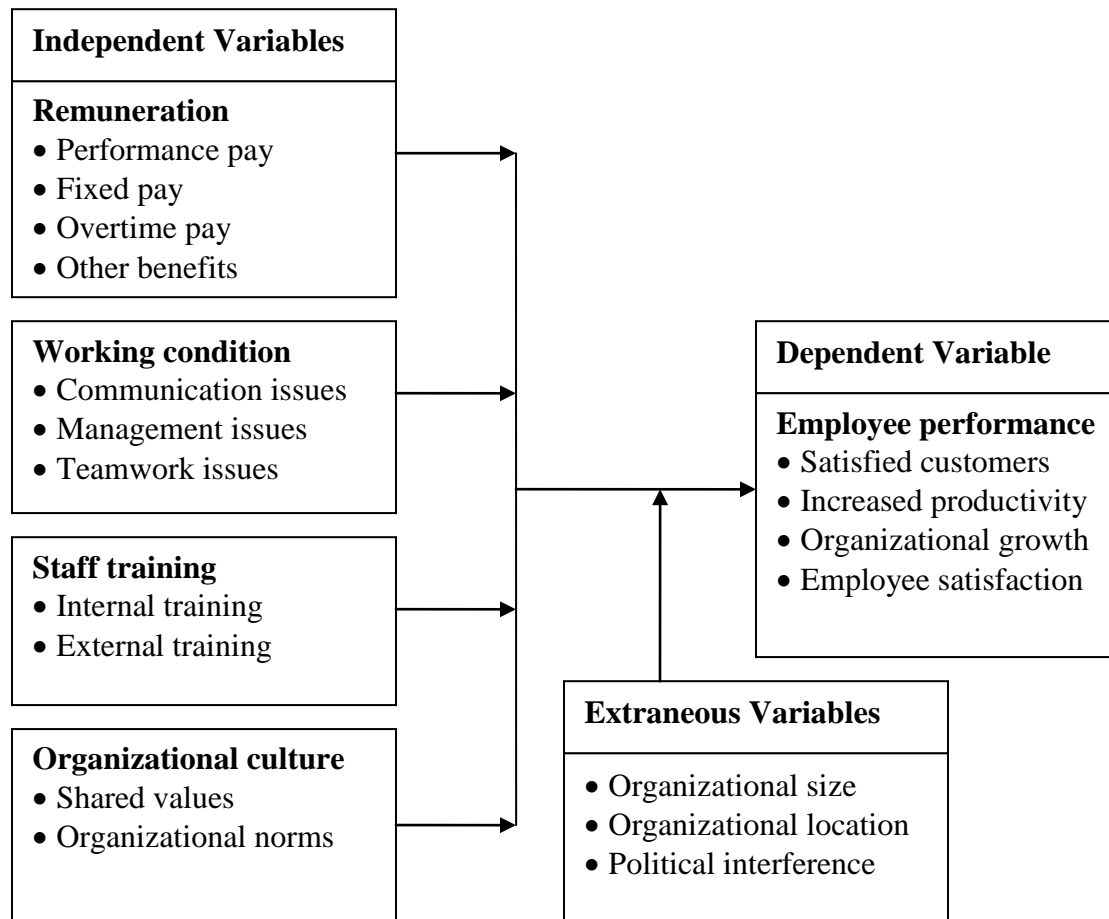 Independent Variables
Remuneration
• Performance pay
• Fixed pay
• Overtime pay
• Other benefits
Working condition
• Communication issues
• Management issues
• Teamwork issues
Staff training
• Internal training
• External training
Organizational culture
• Shared values
• Organizational norms
Dependent Variable
Employee performance
• Satisfied customers
• Increased productivity
• Organizational growth
• Employee satisfaction
Extraneous Variables
• Organizational size
• Organizational location
• Political interference